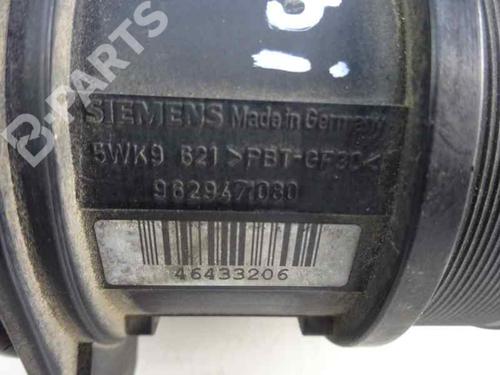 B-PARTS
SIEMENS Made in Germany
5WK9 621 >PBT-GF30<
9629471080
46433206